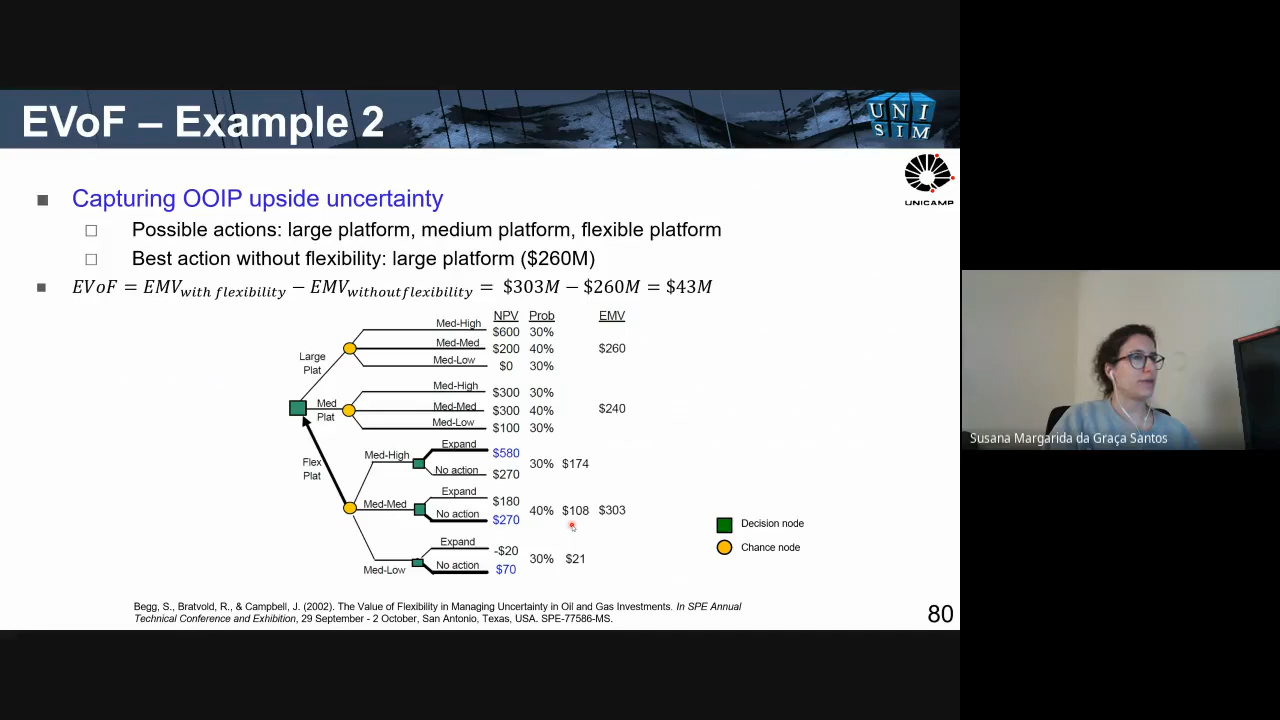 EVoF – Example 2
UNI
SIM
UNICAMP
Capturing OOIP upside uncertainty
Possible actions: large platform, medium platform, flexible platform
Best action without flexibility: large platform ($260M)
EVoF = EMVwith flexibility − EMVwithoutflexibility = $303M − $260M = $43M
NPV Prob EMV
Large Plat
Med-High $600 30%
Med-Med $200 40% $260
Med-Low $0 30%
Med Plat
Med-High $300 30%
Med-Med $300 40% $240
Med-Low $100 30%
Flex Plat
Med-High
Expand $580
No action $270
30% $174
Med-Med
Expand $180
No action $270
40% $108 $303
Med-Low
Expand -$20
No action $70
30% $21
Decision node
Chance node
Begg, S., Bratvold, R., & Campbell, J. (2002). The Value of Flexibility in Managing Uncertainty in Oil and Gas Investments. In SPE Annual
Technical Conference and Exhibition, 29 September - 2 October, San Antonio, Texas, USA. SPE-77586-MS.
80
Susana Margarida da Graça Santos